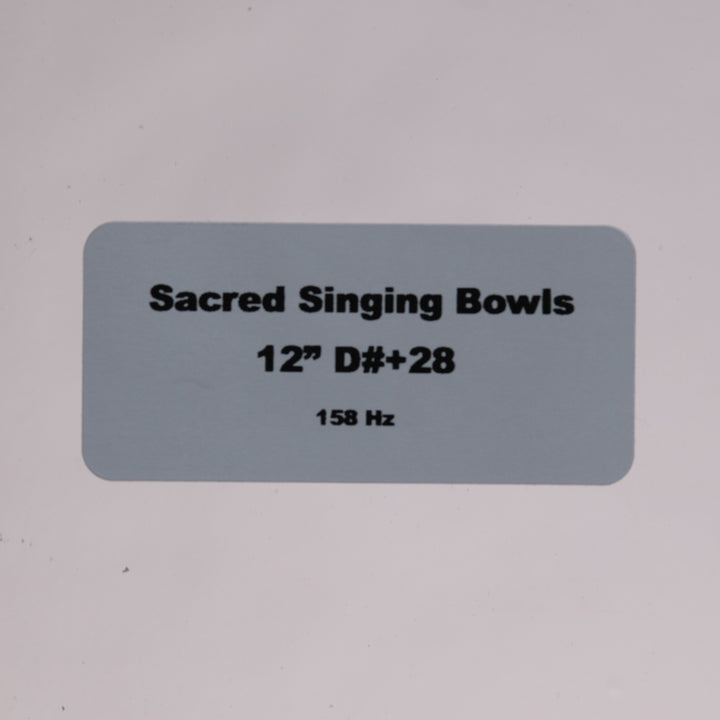 Sacred Singing Bowls
12” D#+28
158 Hz